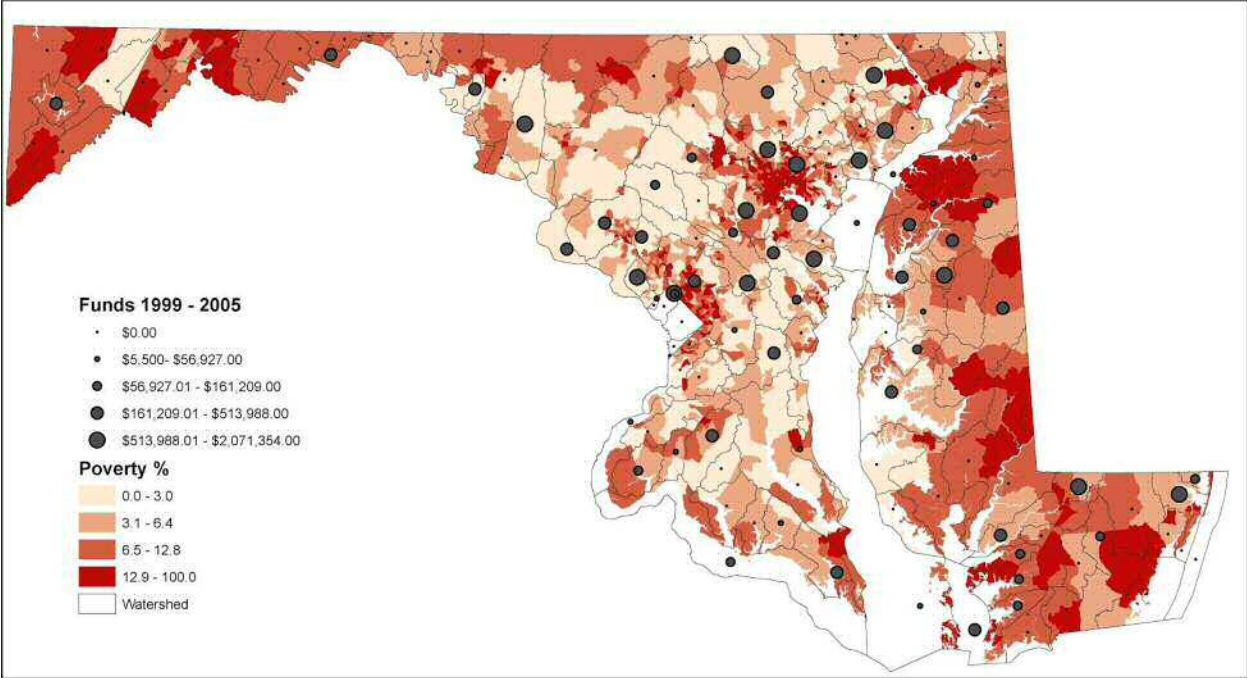 Funds 1999 - 2005
$0.00
$5,500- $56,927.00
$56,927.01 - $161,209.00
$161,209.01 - $513,988.00
$513,988.01 - $2,071,354.00
Poverty %
0.0 - 3.0
3.1 - 6.4
6.5 - 12.8
12.9 - 100.0
Watershed